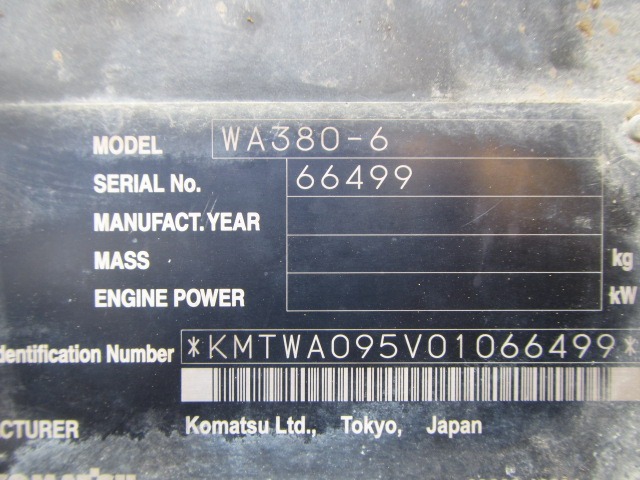 MODEL WA380-6
SERIAL No. 66499
MANUFACT. YEAR
MASS kg
ENGINE POWER kW
dentification Number *KMTWA095V01066499*
CTURER Komatsu Ltd., Tokyo, Japan